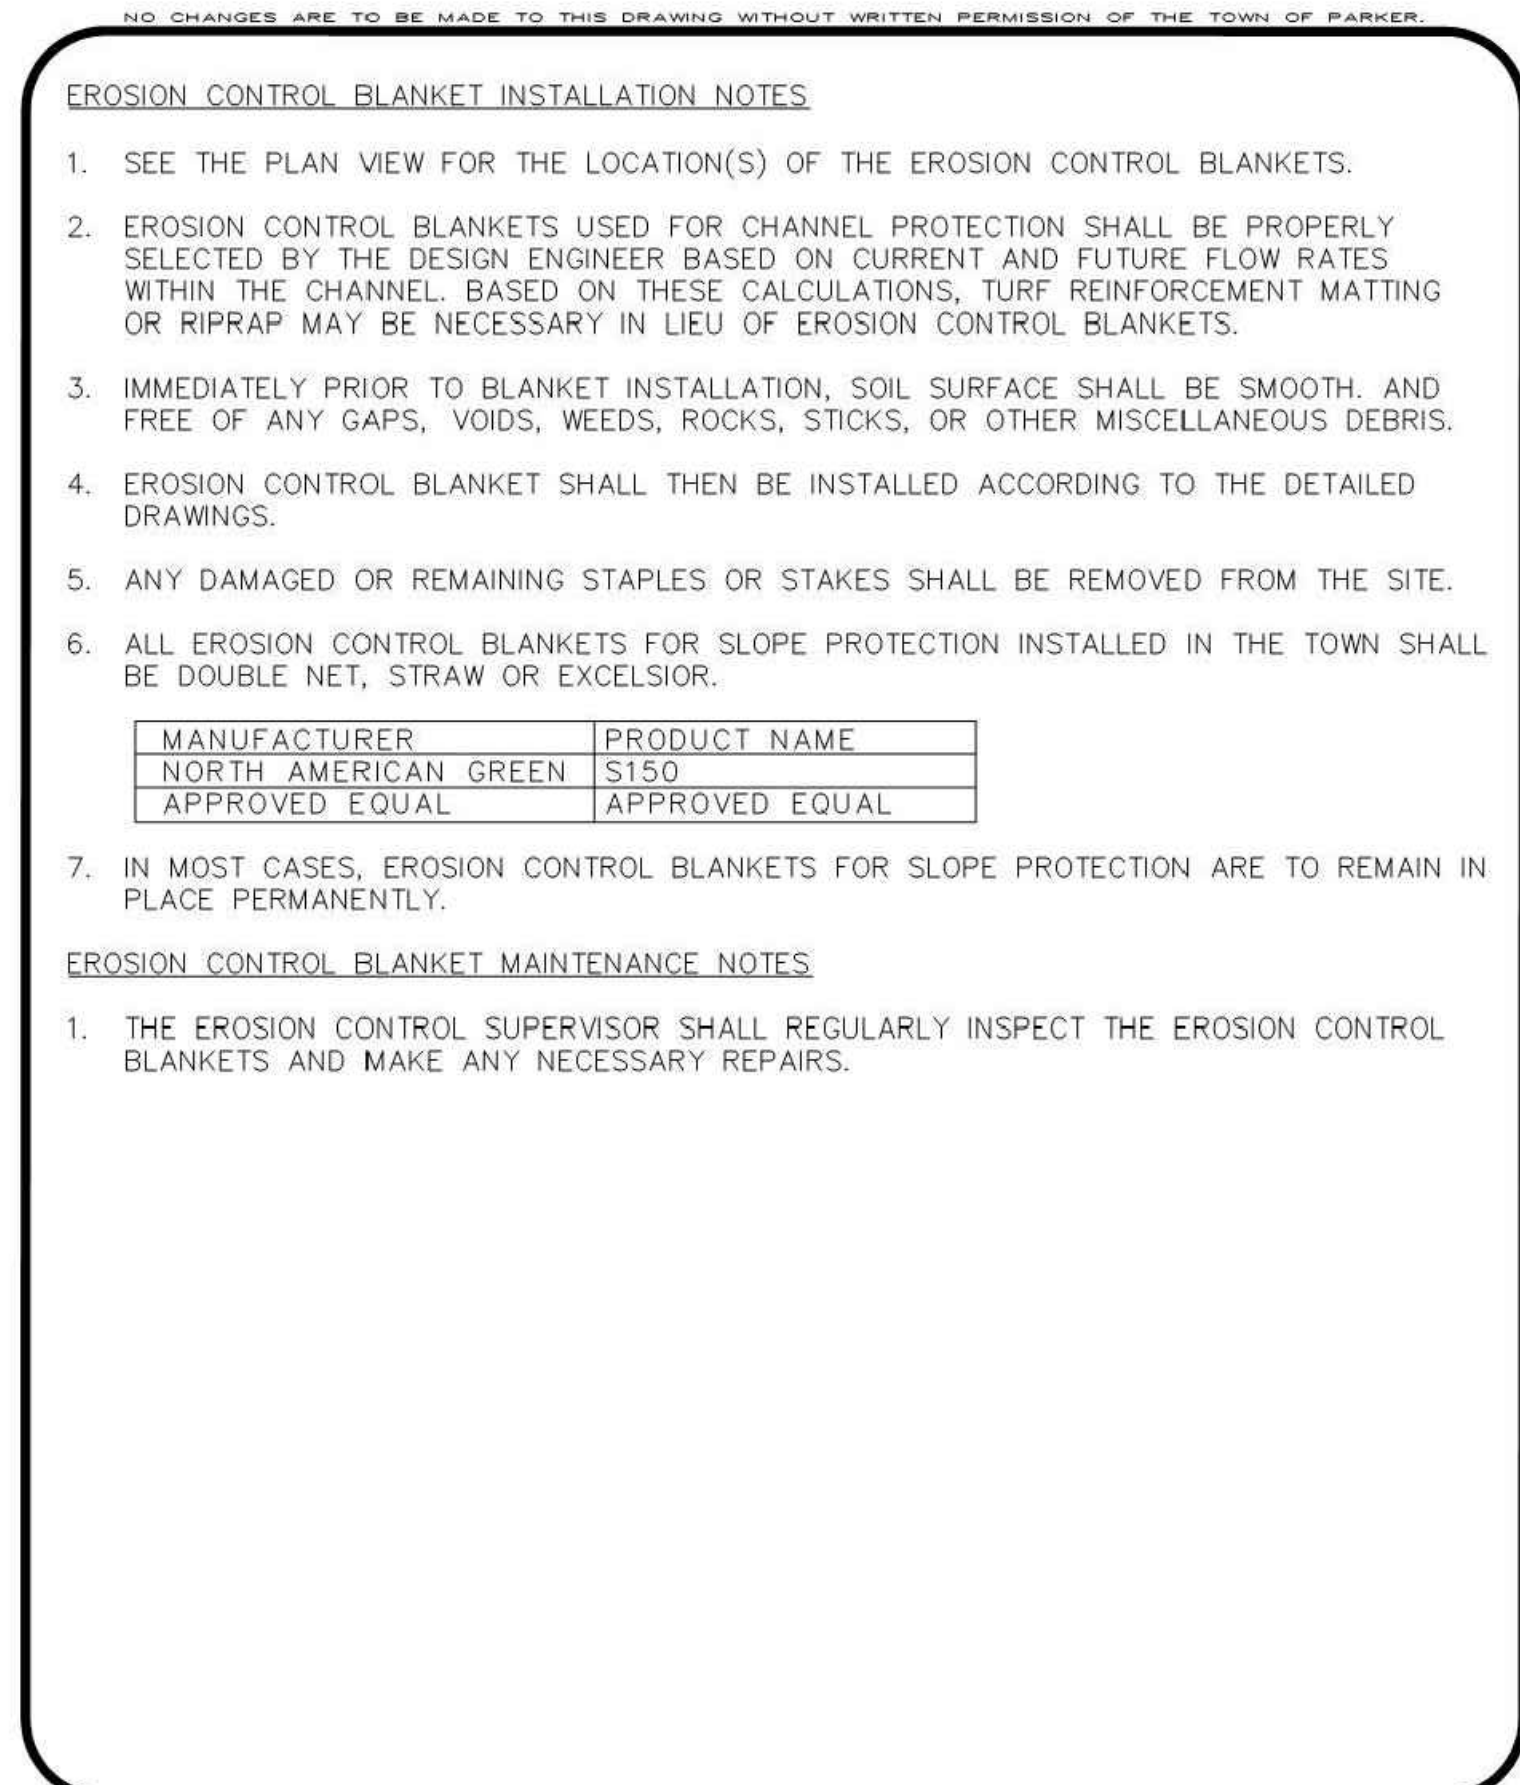 NO CHANGES ARE TO BE MADE TO THIS DRAWING WITHOUT WRITTEN PERMISSION OF THE TOWN OF PARKER.
EROSION CONTROL BLANKET INSTALLATION NOTES
1. SEE THE PLAN VIEW FOR THE LOCATION(S) OF THE EROSION CONTROL BLANKETS.
2. EROSION CONTROL BLANKETS USED FOR CHANNEL PROTECTION SHALL BE PROPERLY
SELECTED BY THE DESIGN ENGINEER BASED ON CURRENT AND FUTURE FLOW RATES
WITHIN THE CHANNEL. BASED ON THESE CALCULATIONS, TURF REINFORCEMENT MATTING
OR RIPRAP MAY BE NECESSARY IN LIEU OF EROSION CONTROL BLANKETS.
3. IMMEDIATELY PRIOR TO BLANKET INSTALLATION, SOIL SURFACE SHALL BE SMOOTH. AND
FREE OF ANY GAPS, VOIDS, WEEDS, ROCKS, STICKS, OR OTHER MISCELLANEOUS DEBRIS.
4. EROSION CONTROL BLANKET SHALL THEN BE INSTALLED ACCORDING TO THE DETAILED
DRAWINGS.
5. ANY DAMAGED OR REMAINING STAPLES OR STAKES SHALL BE REMOVED FROM THE SITE.
6. ALL EROSION CONTROL BLANKETS FOR SLOPE PROTECTION INSTALLED IN THE TOWN SHALL
BE DOUBLE NET, STRAW OR EXCELSIOR.
MANUFACTURER PRODUCT NAME
NORTH AMERICAN GREEN S150
APPROVED EQUAL APPROVED EQUAL
7. IN MOST CASES, EROSION CONTROL BLANKETS FOR SLOPE PROTECTION ARE TO REMAIN IN
PLACE PERMANENTLY.
EROSION CONTROL BLANKET MAINTENANCE NOTES
1. THE EROSION CONTROL SUPERVISOR SHALL REGULARLY INSPECT THE EROSION CONTROL
BLANKETS AND MAKE ANY NECESSARY REPAIRS.